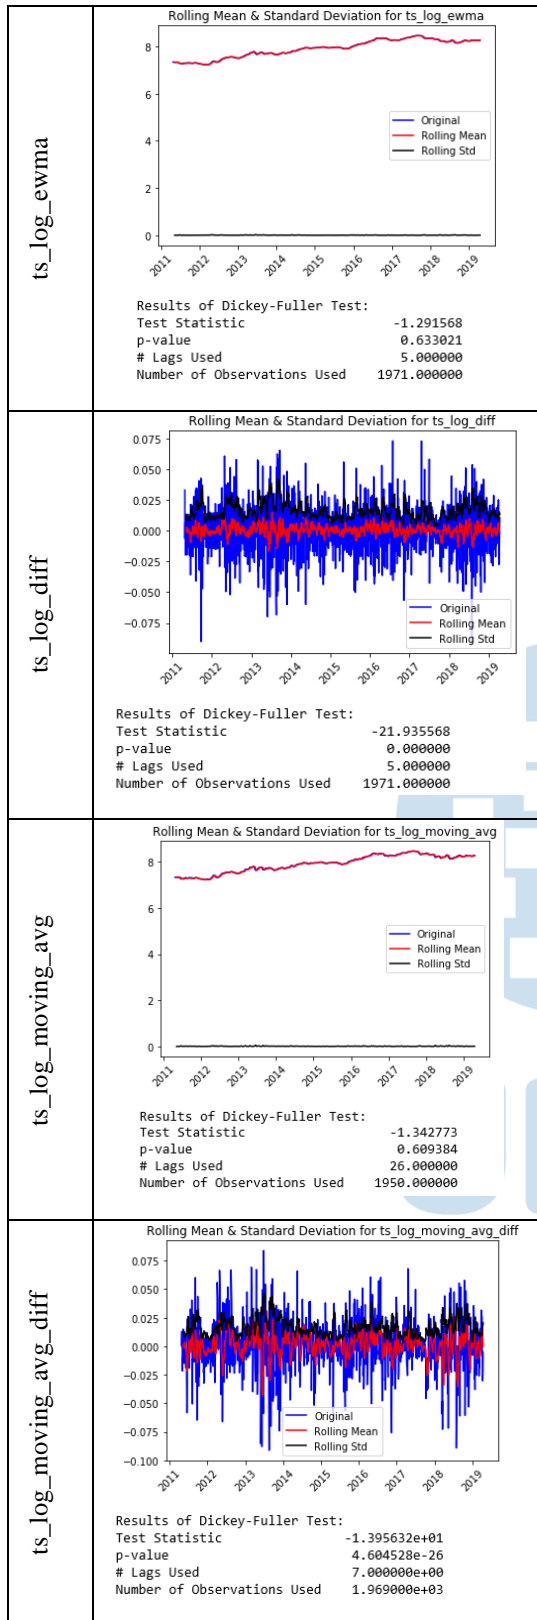 ts_log_ewma
Rolling Mean & Standard Deviation for ts_log_ewma
8
6
4
2
0
Original
Rolling Mean
Rolling Std
2011 2012 2013 2014 2015 2016 2017 2018 2019
Results of Dickey-Fuller Test:
Test Statistic -1.291568
p-value 0.633021
# Lags Used 5.000000
Number of Observations Used 1971.000000
ts_log_diff
Rolling Mean & Standard Deviation for ts_log_diff
0.075
0.050
0.025
0.000
−0.025
−0.050
−0.075
Original
Rolling Mean
Rolling Std
2011 2012 2013 2014 2015 2016 2017 2018 2019
Results of Dickey-Fuller Test:
Test Statistic -21.935568
p-value 0.000000
# Lags Used 5.000000
Number of Observations Used 1971.000000
ts_log_moving_avg
Rolling Mean & Standard Deviation for ts_log_moving_avg
8
6
4
2
0
Original
Rolling Mean
Rolling Std
2011 2012 2013 2014 2015 2016 2017 2018 2019
Results of Dickey-Fuller Test:
Test Statistic -1.342773
p-value 0.609384
# Lags Used 26.000000
Number of Observations Used 1950.000000
ts_log_moving_avg_diff
Rolling Mean & Standard Deviation for ts_log_moving_avg_diff
0.075
0.050
0.025
0.000
−0.025
−0.050
−0.075
−0.100
Original
Rolling Mean
Rolling Std
2011 2012 2013 2014 2015 2016 2017 2018 2019
Results of Dickey-Fuller Test:
Test Statistic -1.395632e+01
p-value 4.604528e-26
# Lags Used 7.000000e+00
Number of Observations Used 1.969000e+03